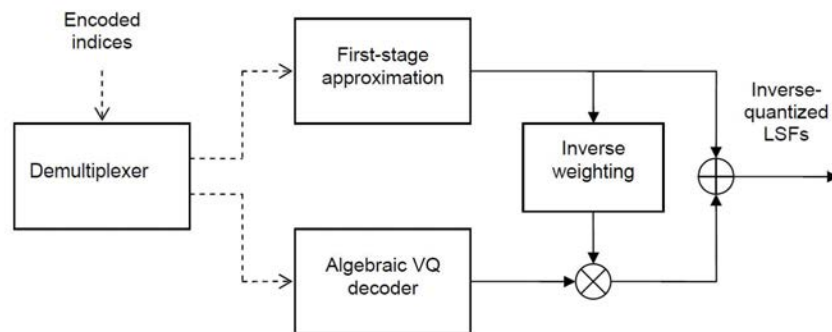 Encoded
indices
First-stage
approximation
Inverse-
quantized
LSFs
Demultiplexer
Inverse
weighting
Algebraic VQ
decoder